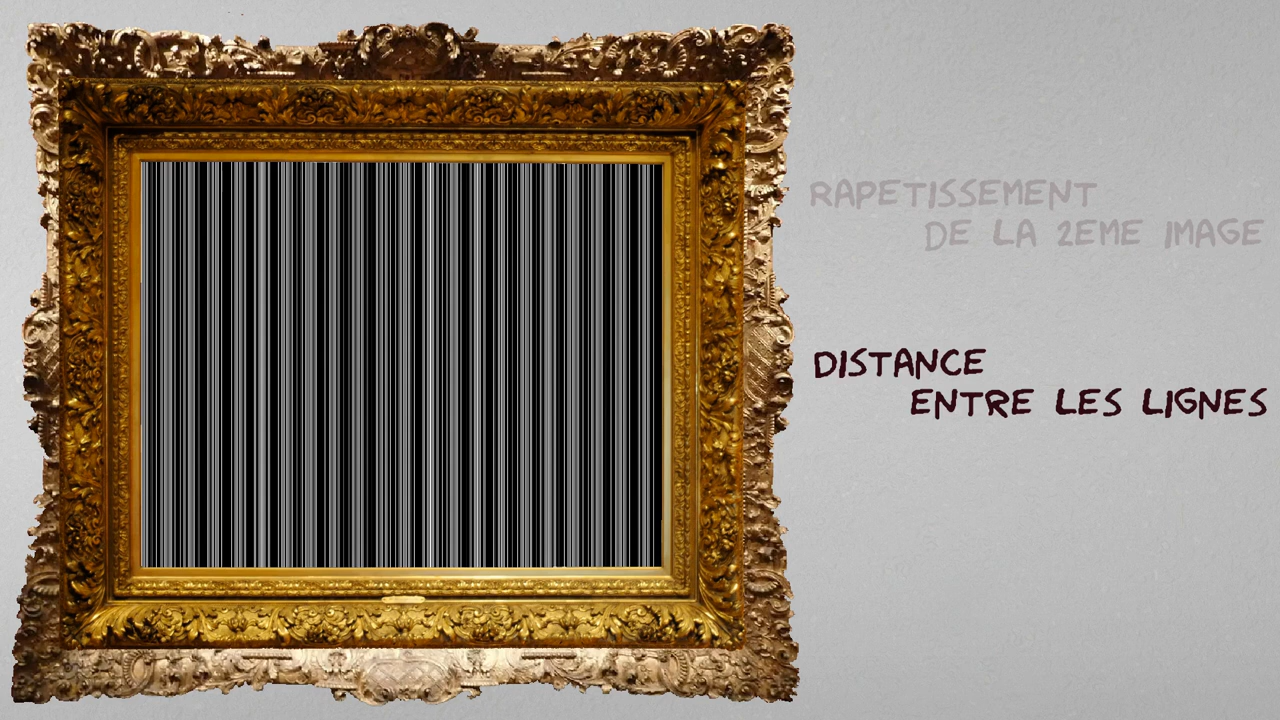 RAPETISSEMENT
DE LA 2EME IMAGE
DISTANCE
ENTRE LES LIGNES